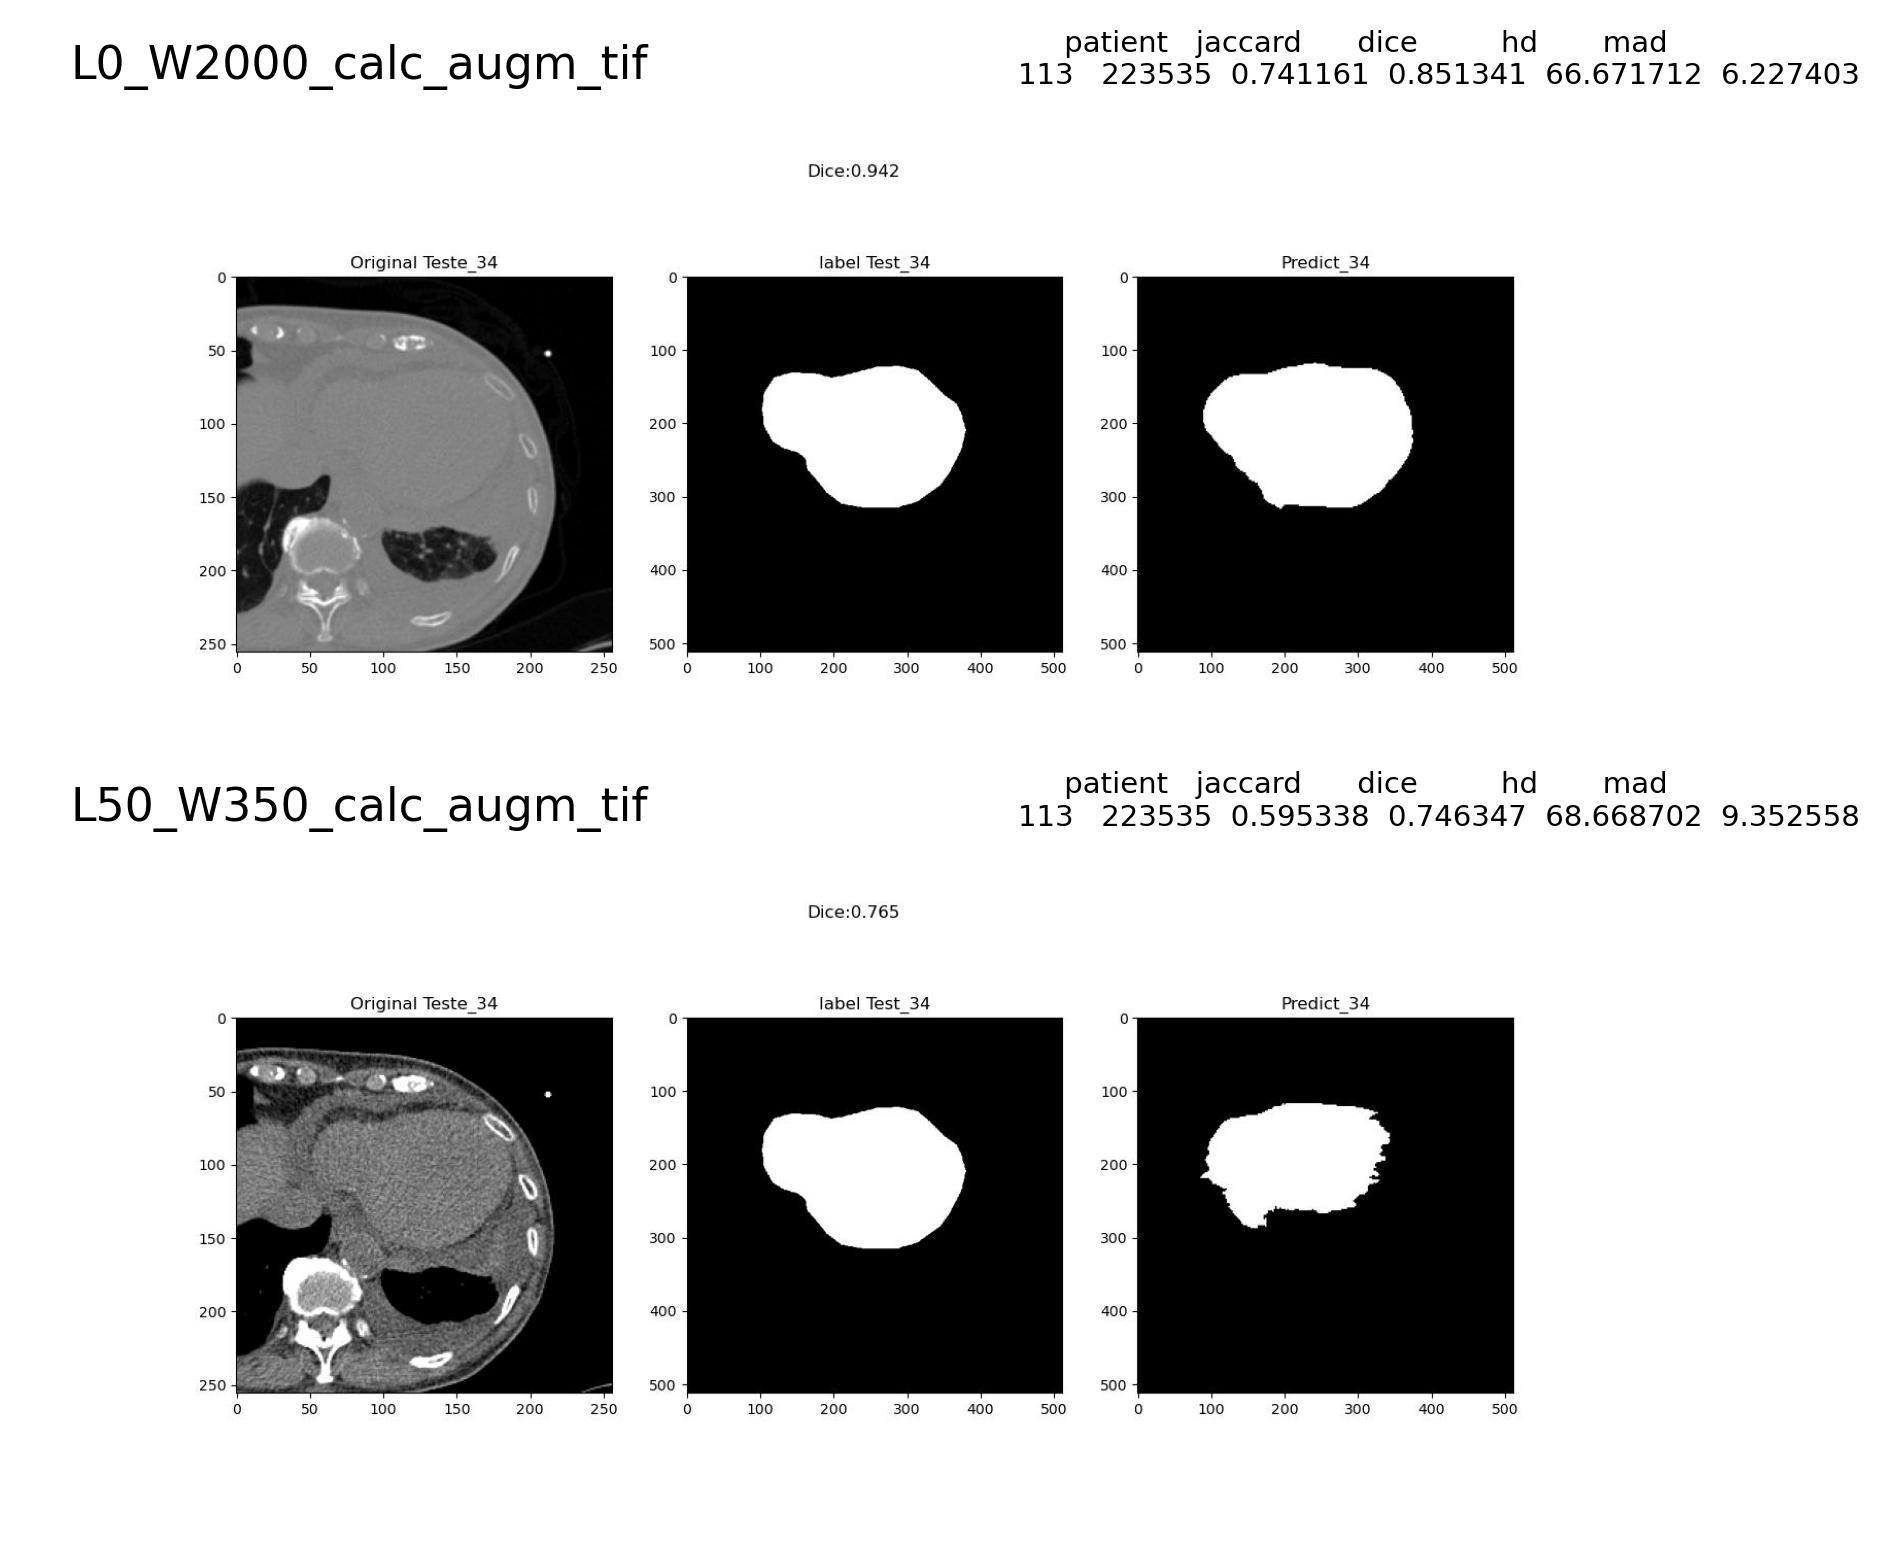 L0_W2000_calc_augm_tif
patient jaccard dice hd mad
113 223535 0.741161 0.851341 66.671712 6.227403
Dice:0.942
Original Teste_34
label Test_34
Predict_34
0
50
100
150
200
250
0 50 100 150 200 250
0
100
200
300
400
500
0 100 200 300 400 500
0
100
200
300
400
500
0 100 200 300 400 500
L50_W350_calc_augm_tif
patient jaccard dice hd mad
113 223535 0.595338 0.746347 68.668702 9.352558
Dice:0.765
Original Teste_34
label Test_34
Predict_34
0
50
100
150
200
250
0 50 100 150 200 250
0
100
200
300
400
500
0 100 200 300 400 500
0
100
200
300
400
500
0 100 200 300 400 500